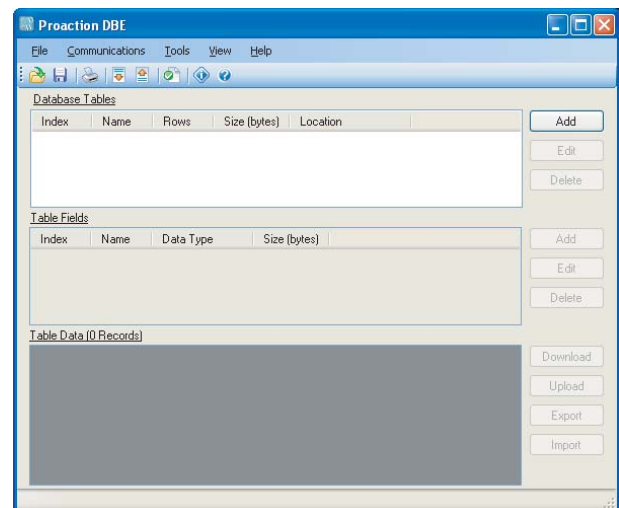 Proaction DBE
File Communications Tools View Help
Database Tables
Index Name Rows Size (bytes) Location
Add
Edit
Delete
Table Fields
Index Name Data Type Size (bytes)
Add
Edit
Delete
Table Data (0 Records)
Download
Upload
Export
Import